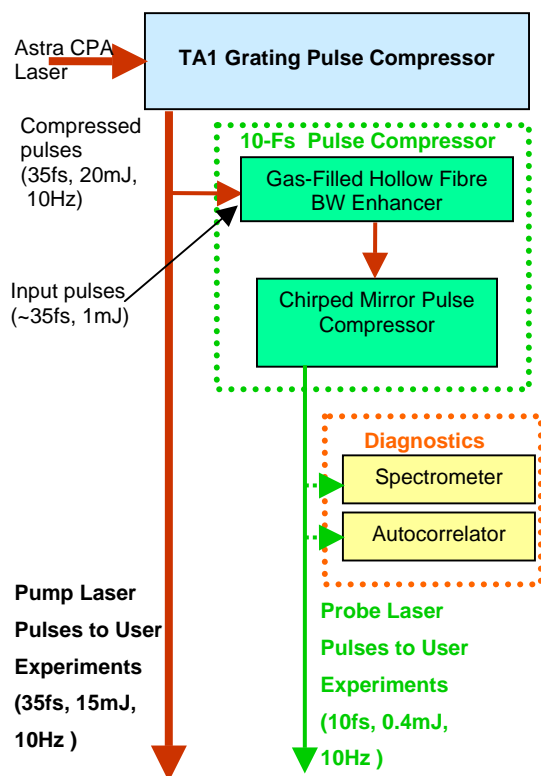 Astra CPA
Laser
TA1 Grating Pulse Compressor
Compressed
pulses
(35fs, 20mJ,
10Hz)
10-Fs Pulse Compressor
Gas-Filled Hollow Fibre
BW Enhancer
Input pulses
(~35fs, 1mJ)
Chirped Mirror Pulse
Compressor
Diagnostics
Spectrometer
Autocorrelator
Pump Laser
Pulses to User
Experiments
(35fs, 15mJ,
10Hz )
Probe Laser
Pulses to User
Experiments
(10fs, 0.4mJ,
10Hz )